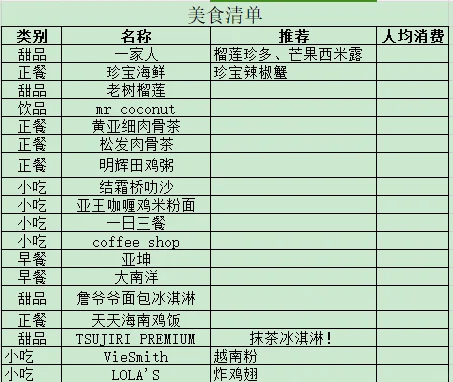 美食清单
类别 名称 推荐 人均消费
甜品 一家人 榴莲珍多、芒果西米露
正餐 珍宝海鲜 珍宝辣椒蟹
甜品 老树榴莲
饮品 mr coconut
正餐 黄亚细肉骨茶
正餐 松发肉骨茶
正餐 明辉田鸡粥
小吃 结霜桥叻沙
小吃 亚王咖喱鸡米粉面
小吃 一日三餐
小吃 coffee shop
早餐 亚坤
早餐 大南洋
甜品 詹爷爷面包冰淇淋
正餐 天天海南鸡饭
甜品 TSUJIRI PREMIUM 抹茶冰淇淋!
小吃 VieSmith 越南粉
小吃 LOLA'S 炸鸡翅